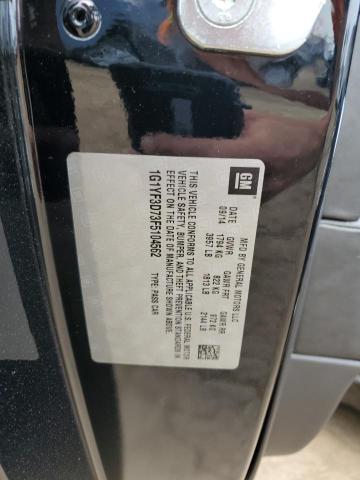 GM
MFD BY GENERAL MOTORS LLC
DATE GVWR GAWR FRT GAWR RR
09/14 1794 KG 822 KG 972 KG
3957 LB 1813 LB 2144 LB
THIS VEHICLE CONFORMS TO ALL APPLICABLE U.S. FEDERAL MOTOR
VEHICLE SAFETY, BUMPER, AND THEFT PREVENTION STANDARDS IN
EFFECT ON THE DATE OF MANUFACTURE SHOWN ABOVE.
1G1YF3D73F5104552 TYPE: PASS CAR